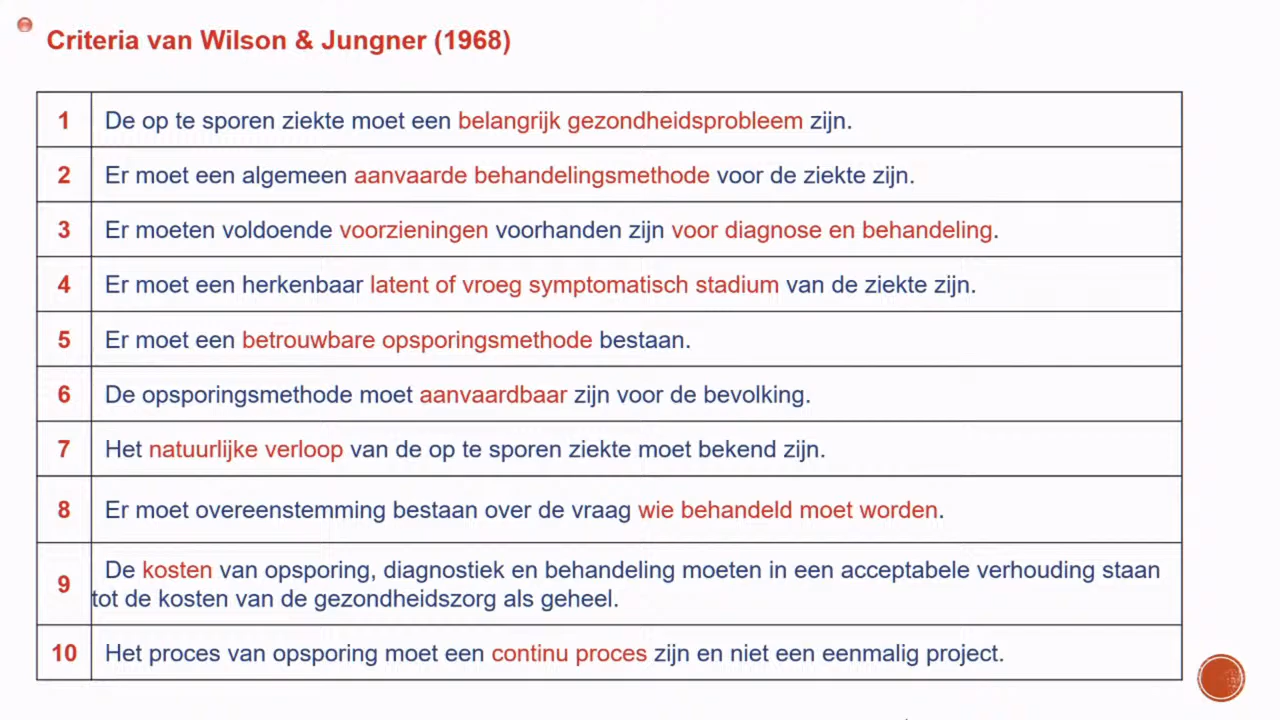 Criteria van Wilson & Jungner (1968)
1 De op te sporen ziekte moet een belangrijk gezondheidsprobleem zijn.
2 Er moet een algemeen aanvaarde behandelingsmethode voor de ziekte zijn.
3 Er moeten voldoende voorzieningen voorhanden zijn voor diagnose en behandeling.
4 Er moet een herkenbaar latent of vroeg symptomatisch stadium van de ziekte zijn.
5 Er moet een betrouwbare opsporingsmethode bestaan.
6 De opsporingsmethode moet aanvaardbaar zijn voor de bevolking.
7 Het natuurlijke verloop van de op te sporen ziekte moet bekend zijn.
8 Er moet overeenstemming bestaan over de vraag wie behandeld moet worden.
9 De kosten van opsporing, diagnostiek en behandeling moeten in een acceptabele verhouding staan
tot de kosten van de gezondheidszorg als geheel.
10 Het proces van opsporing moet een continu proces zijn en niet een eenmalig project.